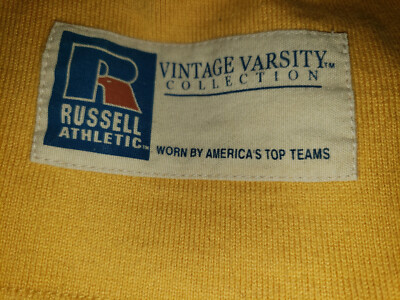 R
RUSSELL
ATHLETIC™
VINTAGE VARSITY™
COLLECTION
WORN BY AMERICA'S TOP TEAMS